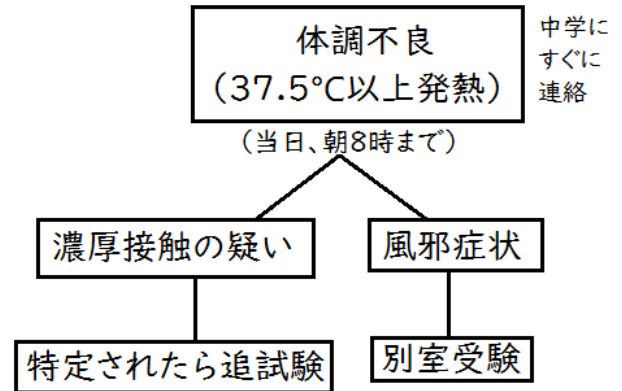 体調不良
(37.5℃以上発熱)
中学に
すぐに
連絡
(当日、朝8時まで)
濃厚接触の疑い
風邪症状
特定されたら追試験
別室受験